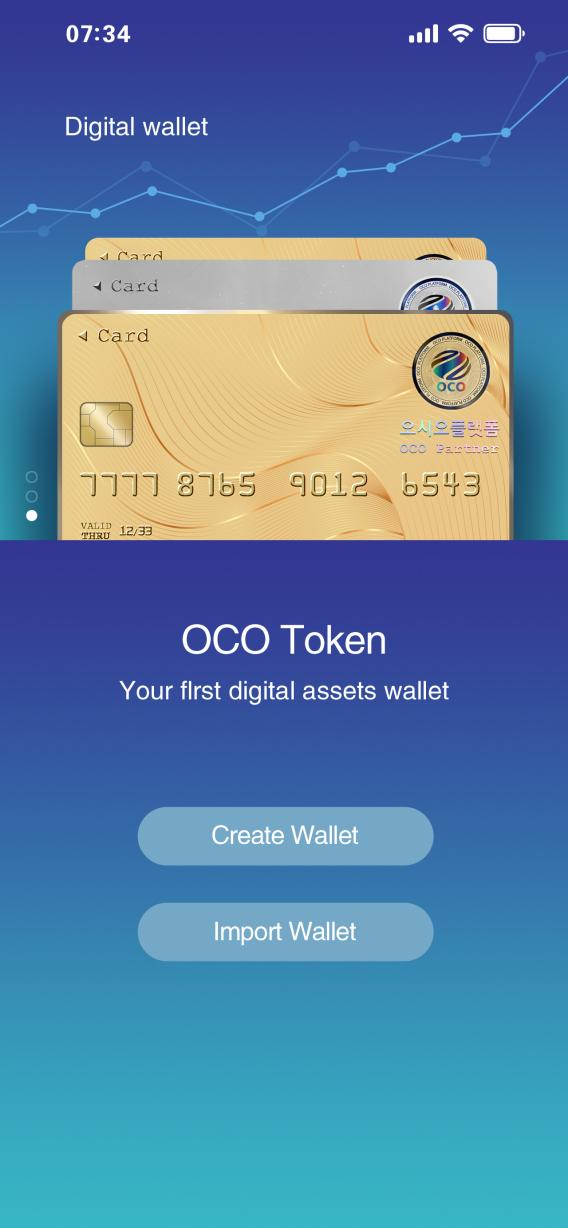 07:34
Digital wallet
Card
Card
Card
OCO
오시오플랫폼
OCO Partner
7777 8765 9012 6543
VALID
THRU 12/33
OCO Token
Your fIrst digital assets wallet
Create Wallet
Import Wallet